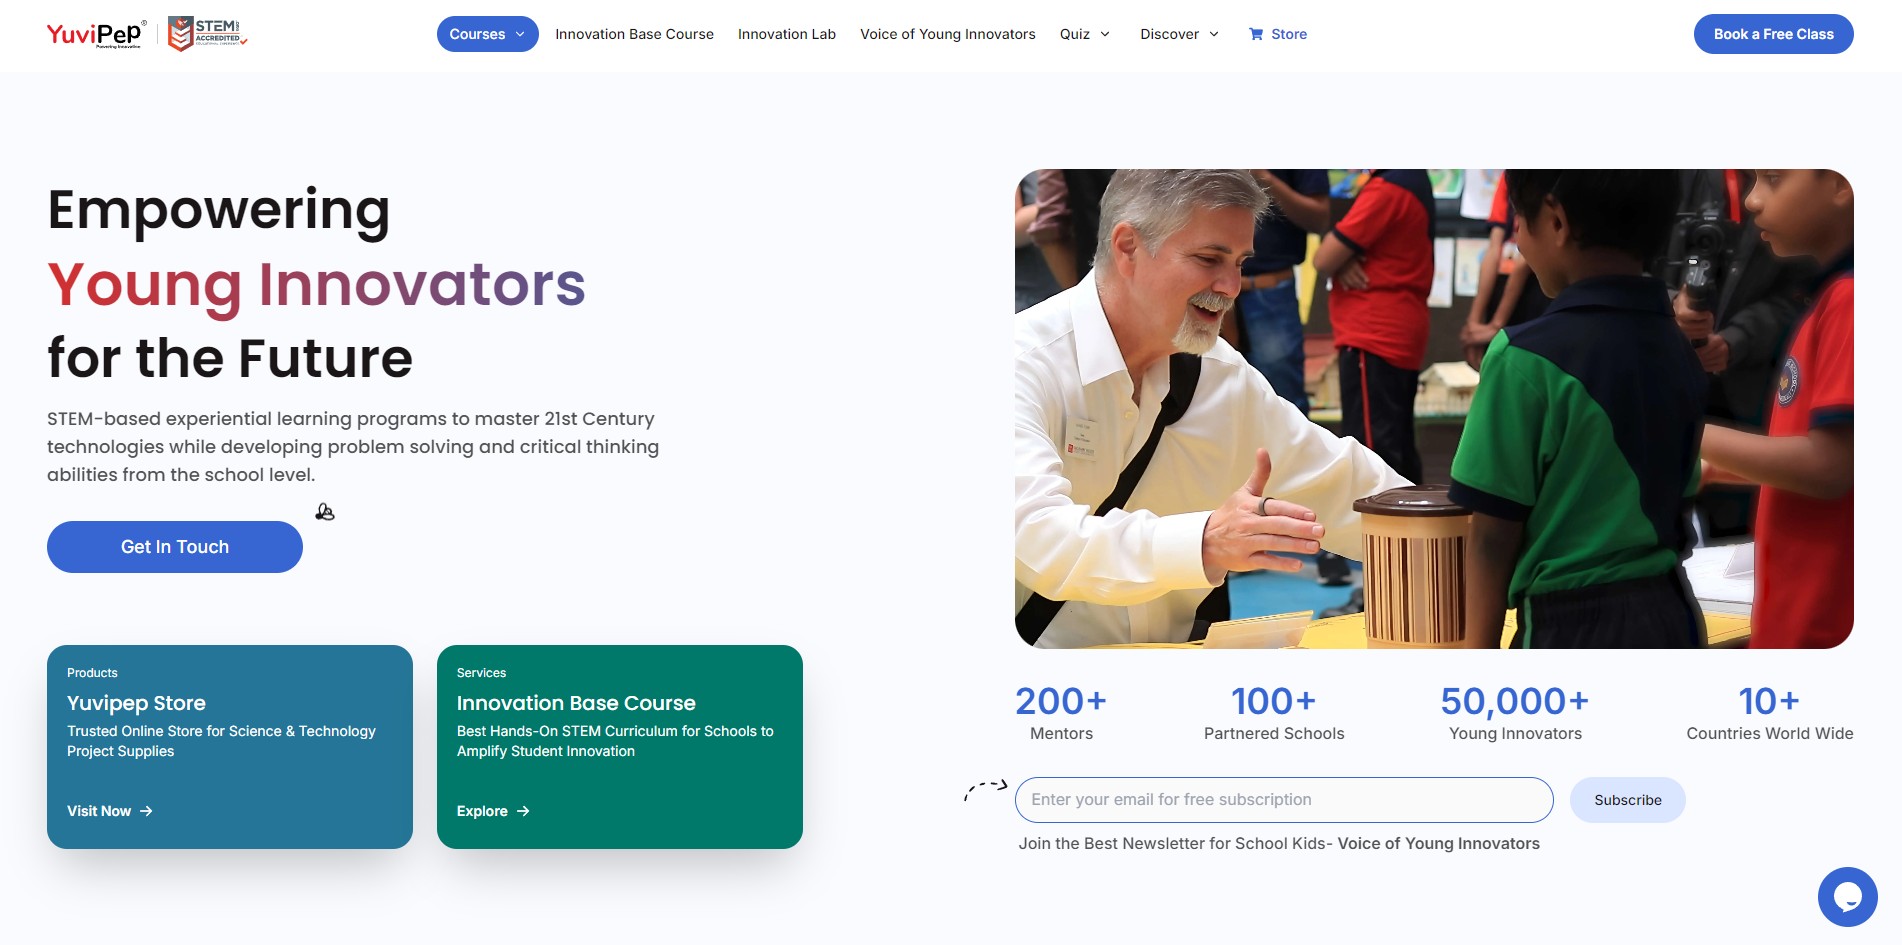 YuviPep®
Powering Innovation
STEM.ORG
ACCREDITED
EDUCATIONAL EXPERIENCE
Courses
Innovation Base Course
Innovation Lab
Voice of Young Innovators
Quiz
Discover
Store
Book a Free Class
Empowering
Young Innovators
for the Future
STEM-based experiential learning programs to master 21st Century
technologies while developing problem solving and critical thinking
abilities from the school level.
Get In Touch
Products
Yuvipep Store
Trusted Online Store for Science & Technology
Project Supplies
Visit Now
Services
Innovation Base Course
Best Hands-On STEM Curriculum for Schools to
Amplify Student Innovation
Explore
200+
Mentors
100+
Partnered Schools
50,000+
Young Innovators
10+
Countries World Wide
Enter your email for free subscription
Subscribe
Join the Best Newsletter for School Kids- Voice of Young Innovators